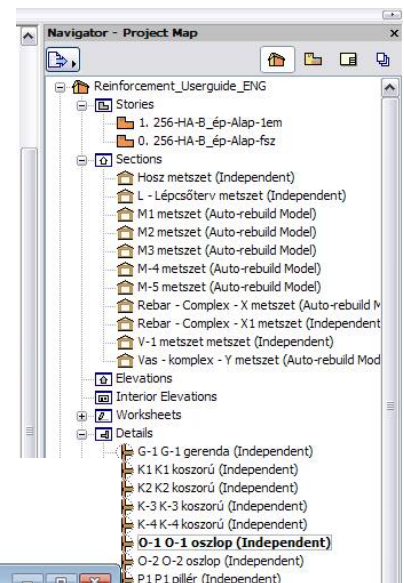 Navigator - Project Map
Reinforcement_Userguide_ENG
Stories
1. 256-HA-B_ép-Alap-1em
0. 256-HA-B_ép-Alap-fsz
Sections
Hosz metszet (Independent)
L - Lépcsőterv metszet (Independent)
M1 metszet (Auto-rebuild Model)
M2 metszet (Auto-rebuild Model)
M3 metszet (Auto-rebuild Model)
M-4 metszet (Auto-rebuild Model)
M-5 metszet (Auto-rebuild Model)
Rebar - Complex - X metszet (Auto-rebuild M
Rebar - Complex - X1 metszet (Independent
V-1 metszet metszet (Independent)
Vas - komplex - Y metszet (Auto-rebuild Mod
Elevations
Interior Elevations
Worksheets
Details
G-1 G-1 gerenda (Independent)
K1 K1 koszorú (Independent)
K2 K2 koszorú (Independent)
K-3 K-3 koszorú (Independent)
K-4 K-4 koszorú (Independent)
O-1 O-1 oszlop (Independent)
O-2 O-2 oszlop (Independent)
P1 P1 pillér (Independent)